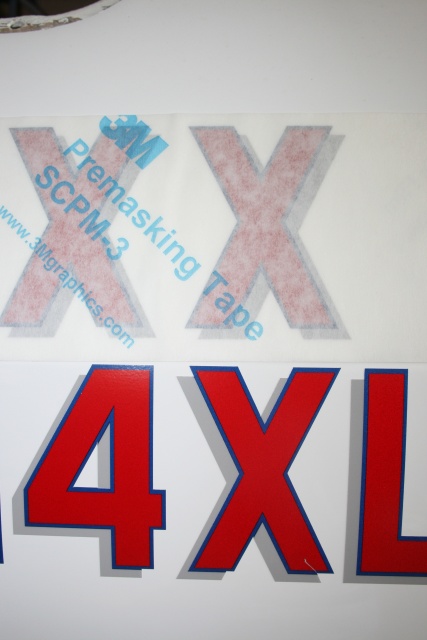 XX
3M
Premasking Tape
SCPM-3
www.3Mgraphics.com
4XL